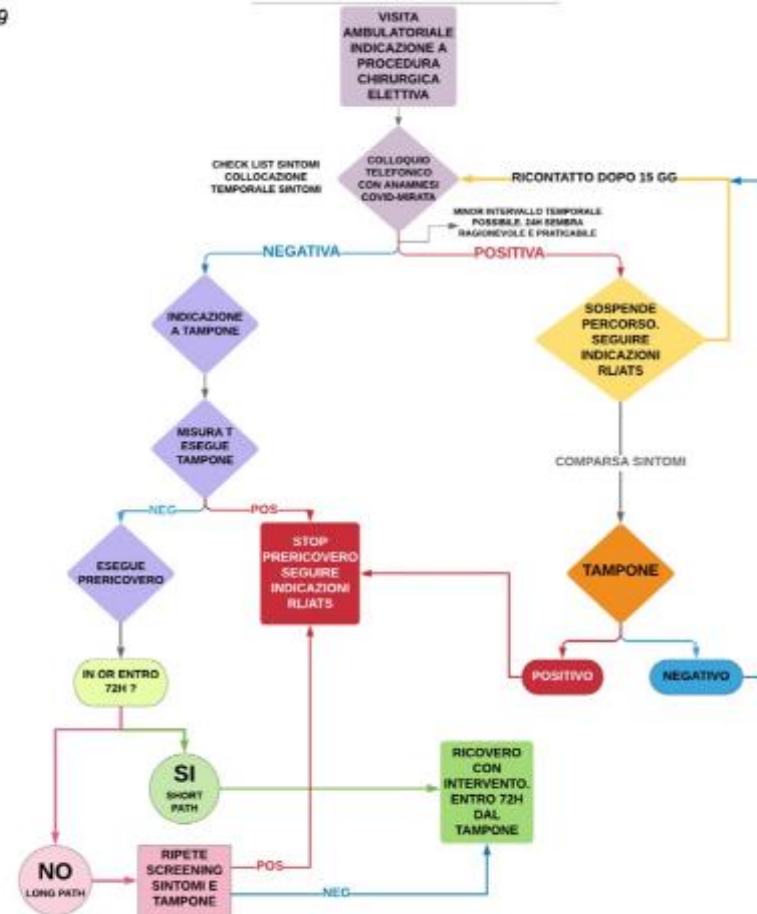 9
VISITA
AMBULATORIALE
INDICAZIONE A
PROCEDURA
CHIRURGICA
ELETTIVA
CHECK LIST SINTOMI
COLLOCAZIONE
TEMPORALE SINTOMI
COLLOQUIO
TELEFONICO
CON ANAMNESI
COVID-MIRATA
RICONTATTO DOPO 15 GG
MINOR INTERVALLO TEMPORALE
POSSIBILE. 24H SEMBRA
RAGIONEVOLE E PRATICABILE
NEGATIVA
POSITIVA
INDICAZIONE
A TAMPONE
SOSPENDE
PERCORSO.
SEGUIRE
INDICAZIONI
RL/ATS
MISURA T
ESEGUE
TAMPONE
COMPARSA SINTOMI
NEG
POS
ESEGUE
PRERICOVERO
STOP
PRERICOVERO
SEGUIRE
INDICAZIONI
RL/ATS
TAMPONE
IN OR ENTRO
72H ?
POSITIVO
NEGATIVO
SI
SHORT
PATH
RICOVERO
CON
INTERVENTO.
ENTRO 72H
DAL
TAMPONE
NO
LONG PATH
RIPETE
SCREENING
SINTOMI E
TAMPONE
POS
NEG